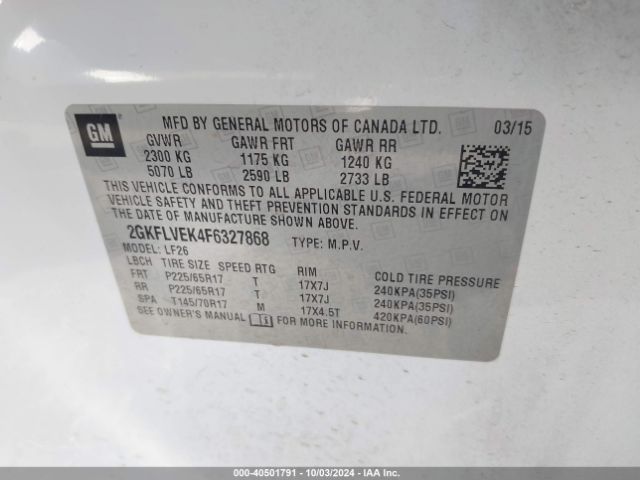 GM
MFD BY GENERAL MOTORS OF CANADA LTD. 03/15
GVWR GAWR FRT GAWR RR
2300 KG 1175 KG 1240 KG
5070 LB 2590 LB 2733 LB
THIS VEHICLE CONFORMS TO ALL APPLICABLE U.S. FEDERAL MOTOR
VEHICLE SAFETY AND THEFT PREVENTION STANDARDS IN EFFECT ON
THE DATE OF MANUFACTURE SHOWN ABOVE.
2GKFLVEK4F6327868 TYPE: M.P.V.
MODEL: LF26
LBCH TIRE SIZE SPEED RTG RIM COLD TIRE PRESSURE
FRT P225/65R17 T 17X7J 240KPA(35PSI)
RR P225/65R17 T 17X7J 240KPA(35PSI)
SPA T145/70R17 M 17X4.5T 420KPA(60PSI)
SEE OWNER'S MANUAL FOR MORE INFORMATION
000-40501791 - 10/03/2024 - IAA Inc.